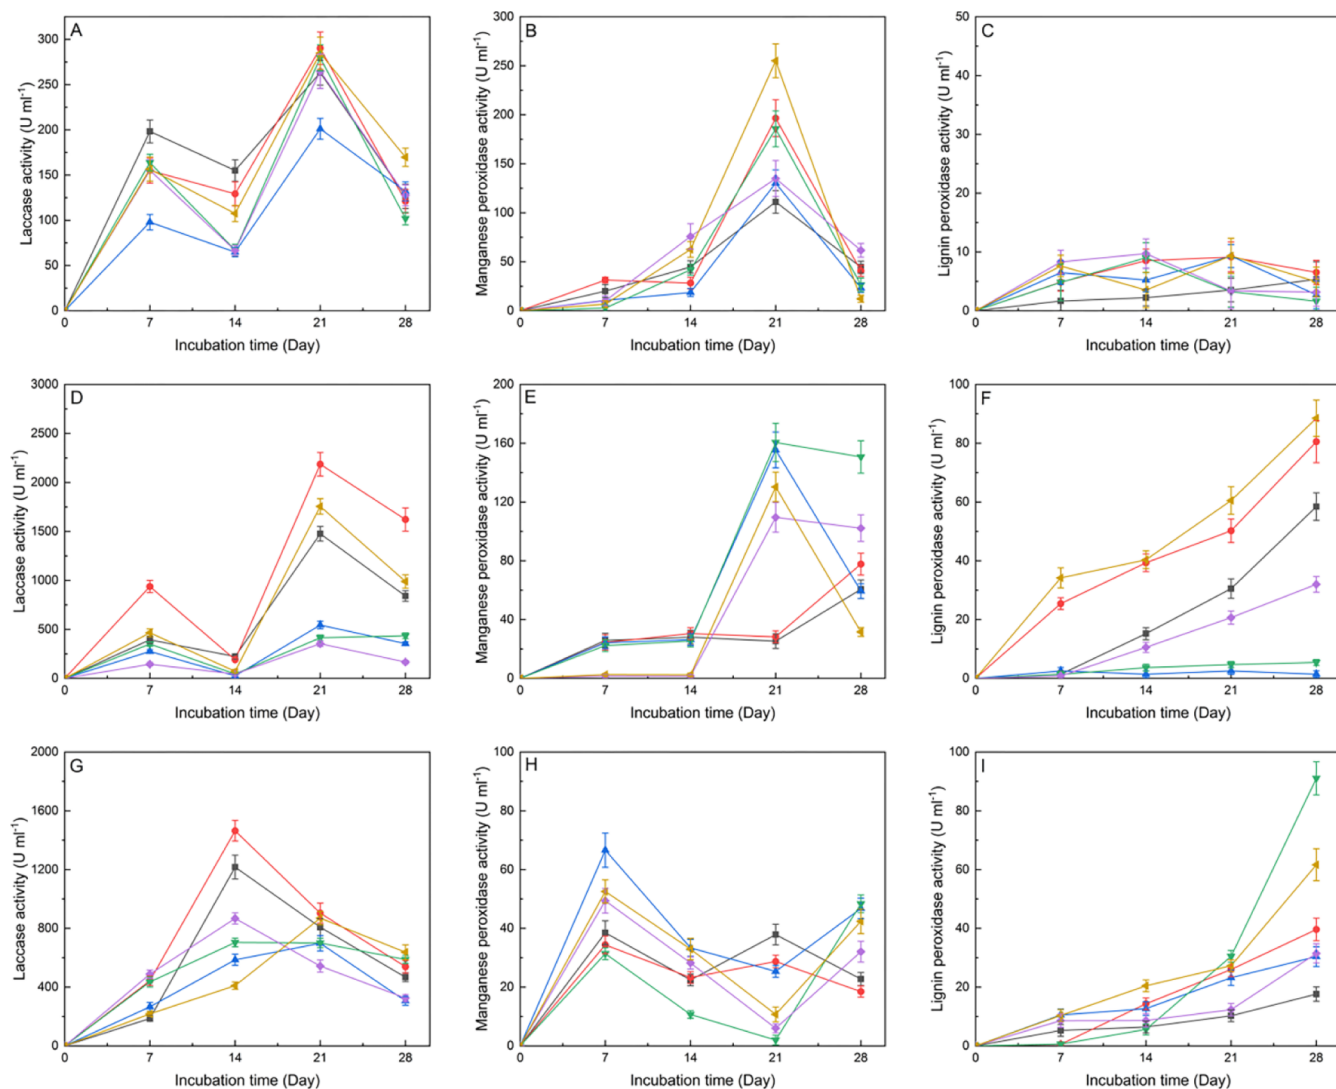 A
Laccase activity (U ml⁻¹)
300
250
200
150
100
50
0
0 7 14 21 28
Incubation time (Day)
B
Manganese peroxidase activity (U ml⁻¹)
300
250
200
150
100
50
0
0 7 14 21 28
Incubation time (Day)
C
Lignin peroxidase activity (U ml⁻¹)
50
40
30
20
10
0
0 7 14 21 28
Incubation time (Day)
D
Laccase activity (U ml⁻¹)
3000
2500
2000
1500
1000
500
0
0 7 14 21 28
Incubation time (Day)
E
Manganese peroxidase activity (U ml⁻¹)
200
160
120
80
40
0
0 7 14 21 28
Incubation time (Day)
F
Lignin peroxidase activity (U ml⁻¹)
100
80
60
40
20
0
0 7 14 21 28
Incubation time (Day)
G
Laccase activity (U ml⁻¹)
2000
1600
1200
800
400
0
0 7 14 21 28
Incubation time (Day)
H
Manganese peroxidase activity (U ml⁻¹)
100
80
60
40
20
0
0 7 14 21 28
Incubation time (Day)
I
Lignin peroxidase activity (U ml⁻¹)
100
80
60
40
20
0
0 7 14 21 28
Incubation time (Day)